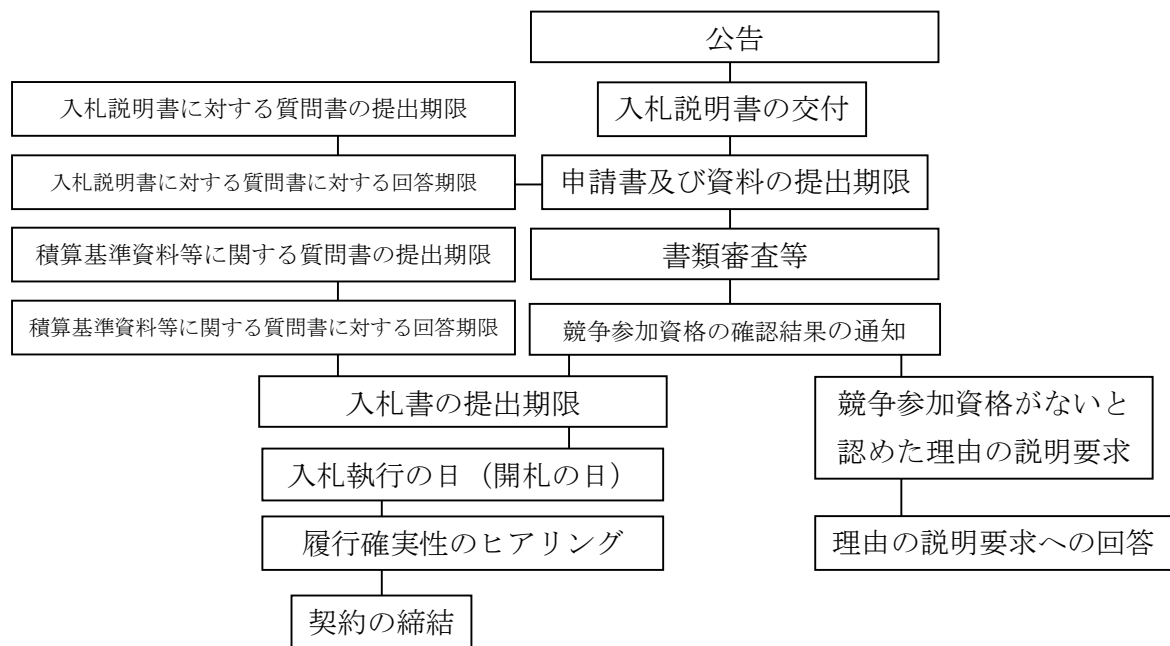 公告
入札説明書に対する質問書の提出期限
入札説明書の交付
入札説明書に対する質問書に対する回答期限
申請書及び資料の提出期限
積算基準資料等に関する質問書の提出期限
書類審査等
積算基準資料等に関する質問書に対する回答期限
競争参加資格の確認結果の通知
入札書の提出期限
競争参加資格がないと
認めた理由の説明要求
入札執行の日（開札の日）
履行確実性のヒアリング
理由の説明要求への回答
契約の締結